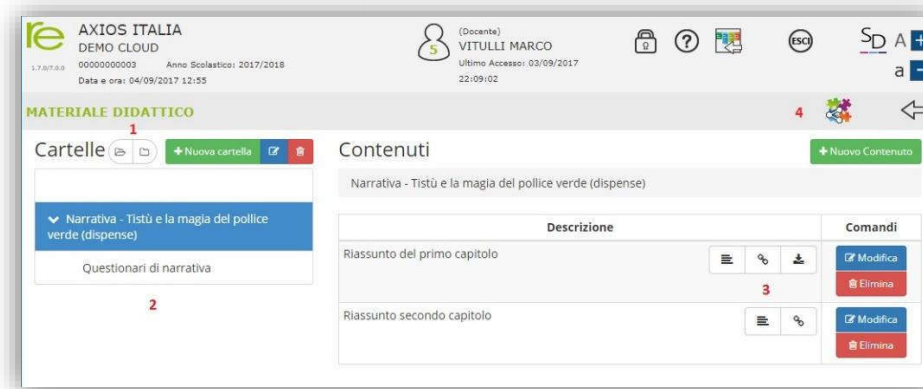 re
1.7.0/7.0.0
AXIOS ITALIA
DEMO CLOUD
00000000003 Anno Scolastico: 2017/2018
Data e ora: 04/09/2017 12:55
5
(Docente)
VITULLI MARCO
Ultimo Accesso: 03/09/2017
22:09:02
ESCI
SD A +
a -
MATERIALE DIDATTICO
4
1
Cartelle
+ Nuova cartella
Contenuti
+ Nuovo Contenuto
Narrativa - Tistù e la magia del pollice verde (dispense)
Narrativa - Tistù e la magia del pollice
verde (dispense)
Questionari di narrativa
2
Descrizione Comandi
Riassunto del primo capitolo
Modifica
Elimina
3
Riassunto secondo capitolo
Modifica
Elimina